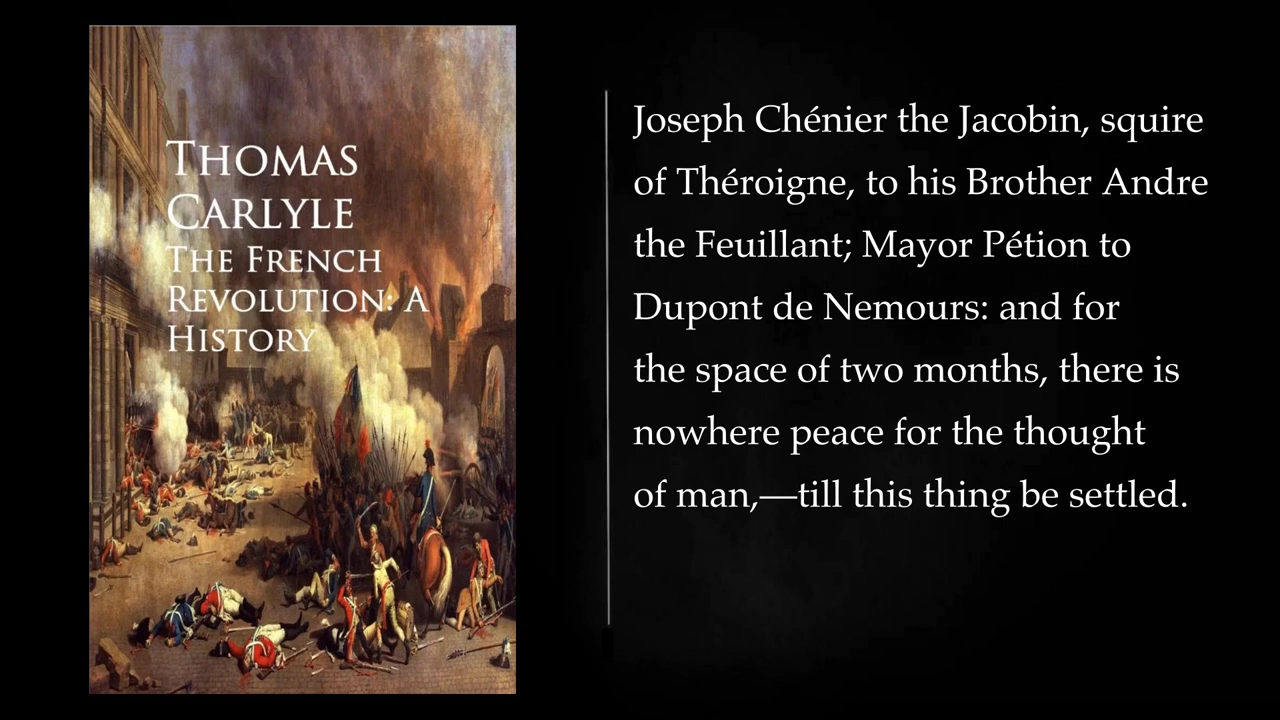 THOMAS
CARLYLE
THE FRENCH
REVOLUTION: A
HISTORY
Joseph Chénier the Jacobin, squire
of Théroigne, to his Brother Andre
the Feuillant; Mayor Pétion to
Dupont de Nemours: and for
the space of two months, there is
nowhere peace for the thought
of man,—till this thing be settled.